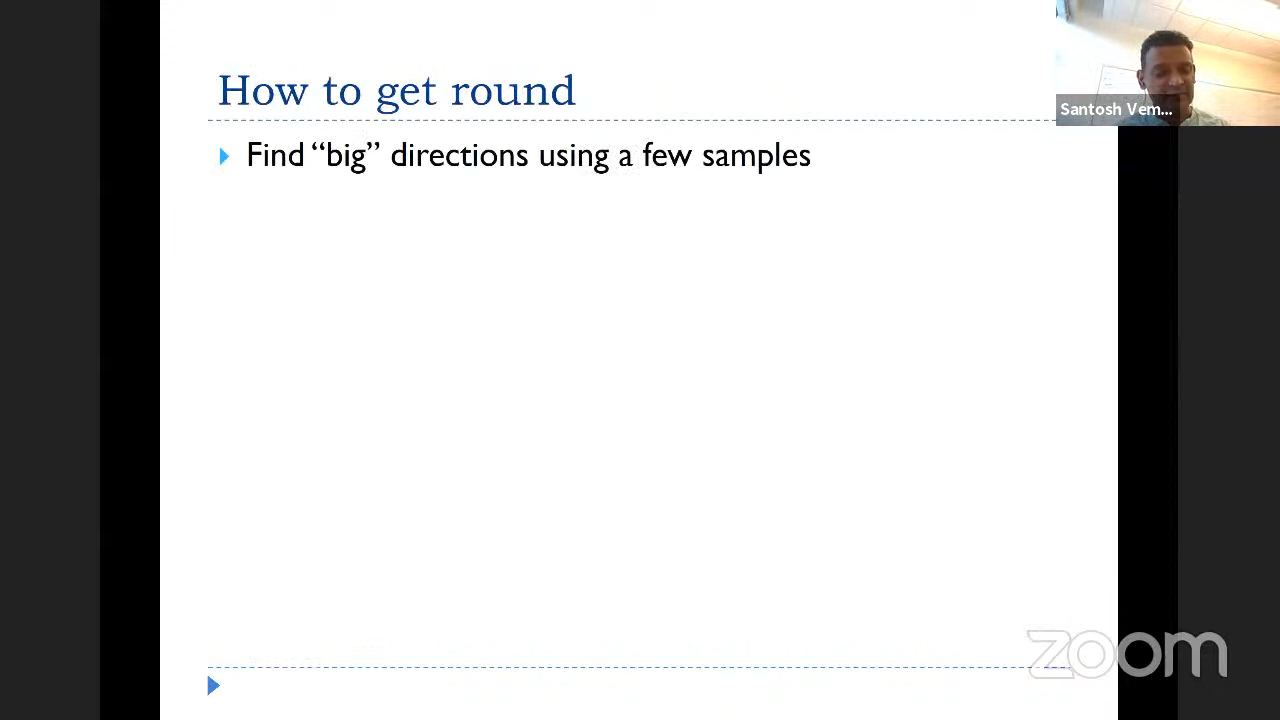 How to get round
Find “big” directions using a few samples
Santosh Vem...
zoom